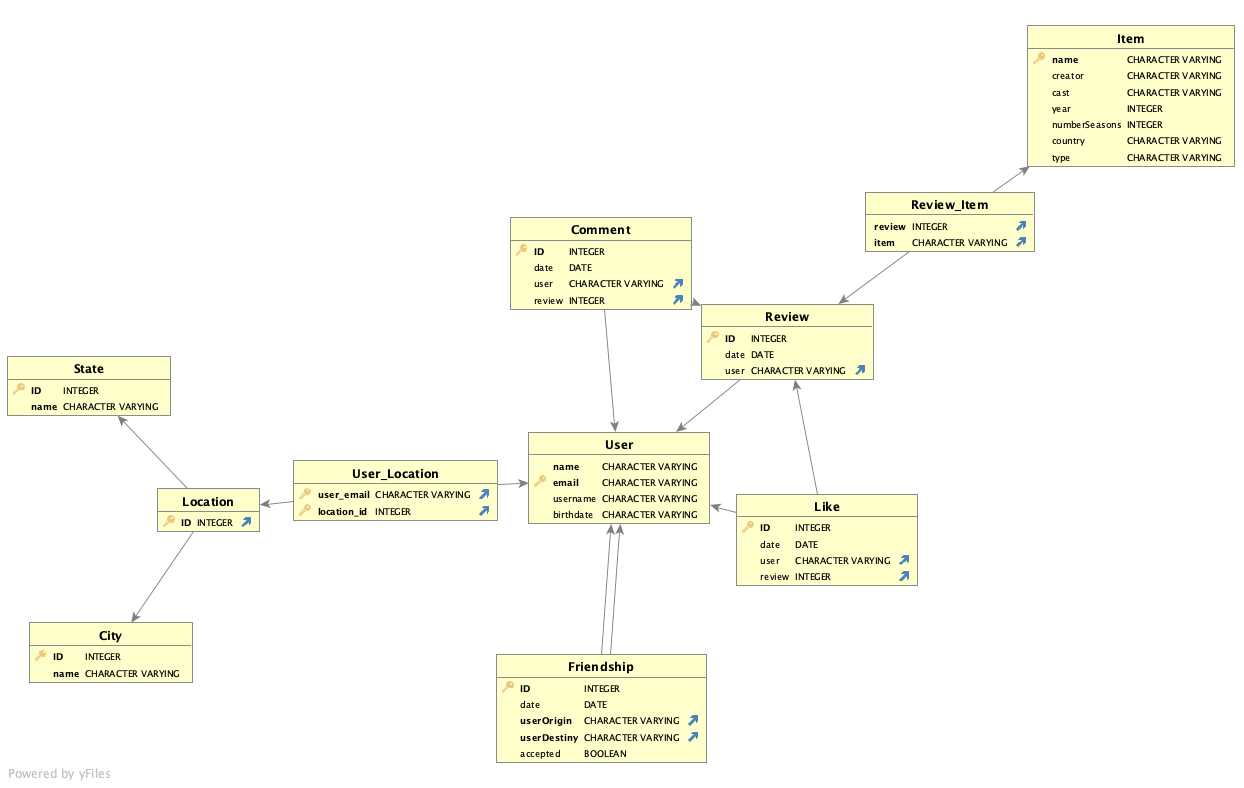 Item
name CHARACTER VARYING
creator CHARACTER VARYING
cast CHARACTER VARYING
year INTEGER
numberSeasons INTEGER
country CHARACTER VARYING
type CHARACTER VARYING
Review_Item
review INTEGER
item CHARACTER VARYING
Comment
ID INTEGER
date DATE
user CHARACTER VARYING
review INTEGER
Review
ID INTEGER
date DATE
user CHARACTER VARYING
State
ID INTEGER
name CHARACTER VARYING
User
name CHARACTER VARYING
email CHARACTER VARYING
username CHARACTER VARYING
birthdate CHARACTER VARYING
User_Location
user_email CHARACTER VARYING
location_id INTEGER
Location
ID INTEGER
Like
ID INTEGER
date DATE
user CHARACTER VARYING
review INTEGER
City
ID INTEGER
name CHARACTER VARYING
Friendship
ID INTEGER
date DATE
userOrigin CHARACTER VARYING
userDestiny CHARACTER VARYING
accepted BOOLEAN
Powered by yFiles